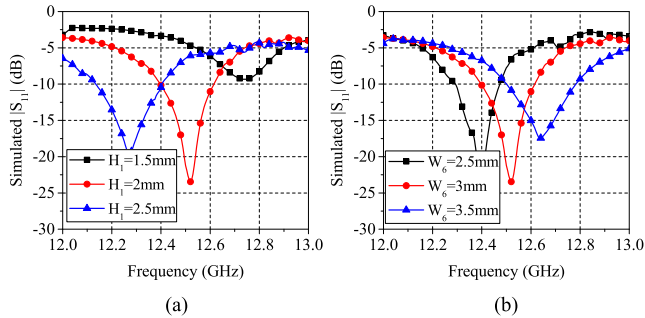 0
-5
-10
-15
-20
-25
-30
Simulated |S11| (dB)
H1=1.5mm
H1=2mm
H1=2.5mm
12.0 12.2 12.4 12.6 12.8 13.0
Frequency (GHz)
(a)
0
-5
-10
-15
-20
-25
-30
Simulated |S11| (dB)
W6=2.5mm
W6=3mm
W6=3.5mm
12.0 12.2 12.4 12.6 12.8 13.0
Frequency (GHz)
(b)